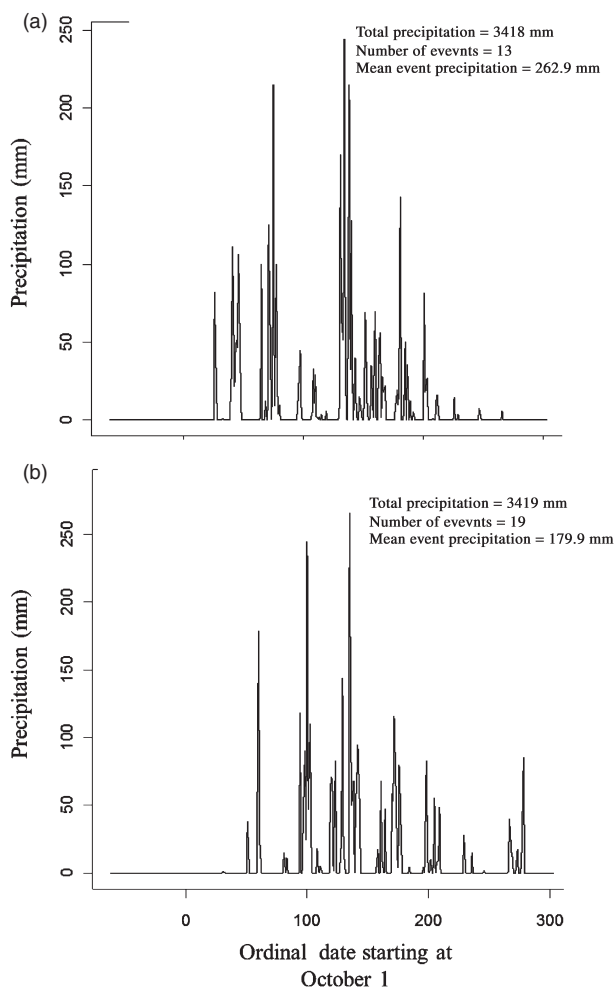 (a)
Total precipitation = 3418 mm
Number of evevnts = 13
Mean event precipitation = 262.9 mm
Precipitation (mm)
250
200
150
100
50
0
(b)
Total precipitation = 3419 mm
Number of evevnts = 19
Mean event precipitation = 179.9 mm
Precipitation (mm)
250
200
150
100
50
0
0 100 200 300
Ordinal date starting at
October 1